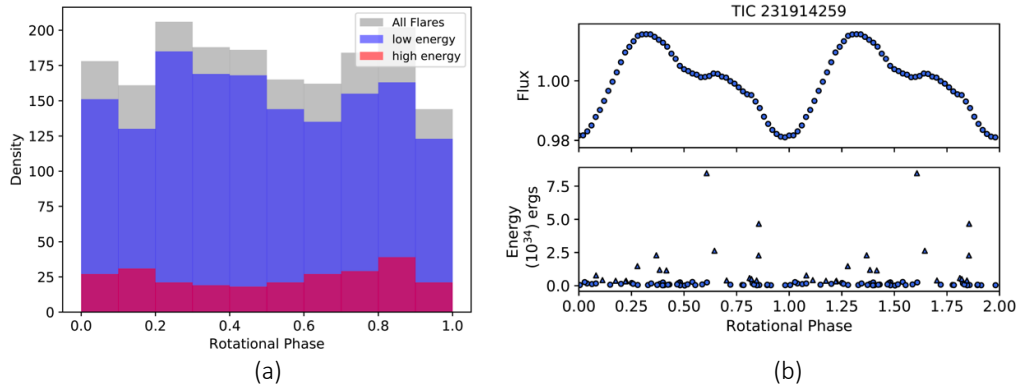 All Flares
low energy
high energy
200
175
150
125
100
75
50
25
0
Density
0.0 0.2 0.4 0.6 0.8 1.0
Rotational Phase
(a)
TIC 231914259
1.00
0.98
Flux
7.5
5.0
2.5
0.0
Energy
(10^34) ergs
0.00 0.25 0.50 0.75 1.00 1.25 1.50 1.75 2.00
Rotational Phase
(b)